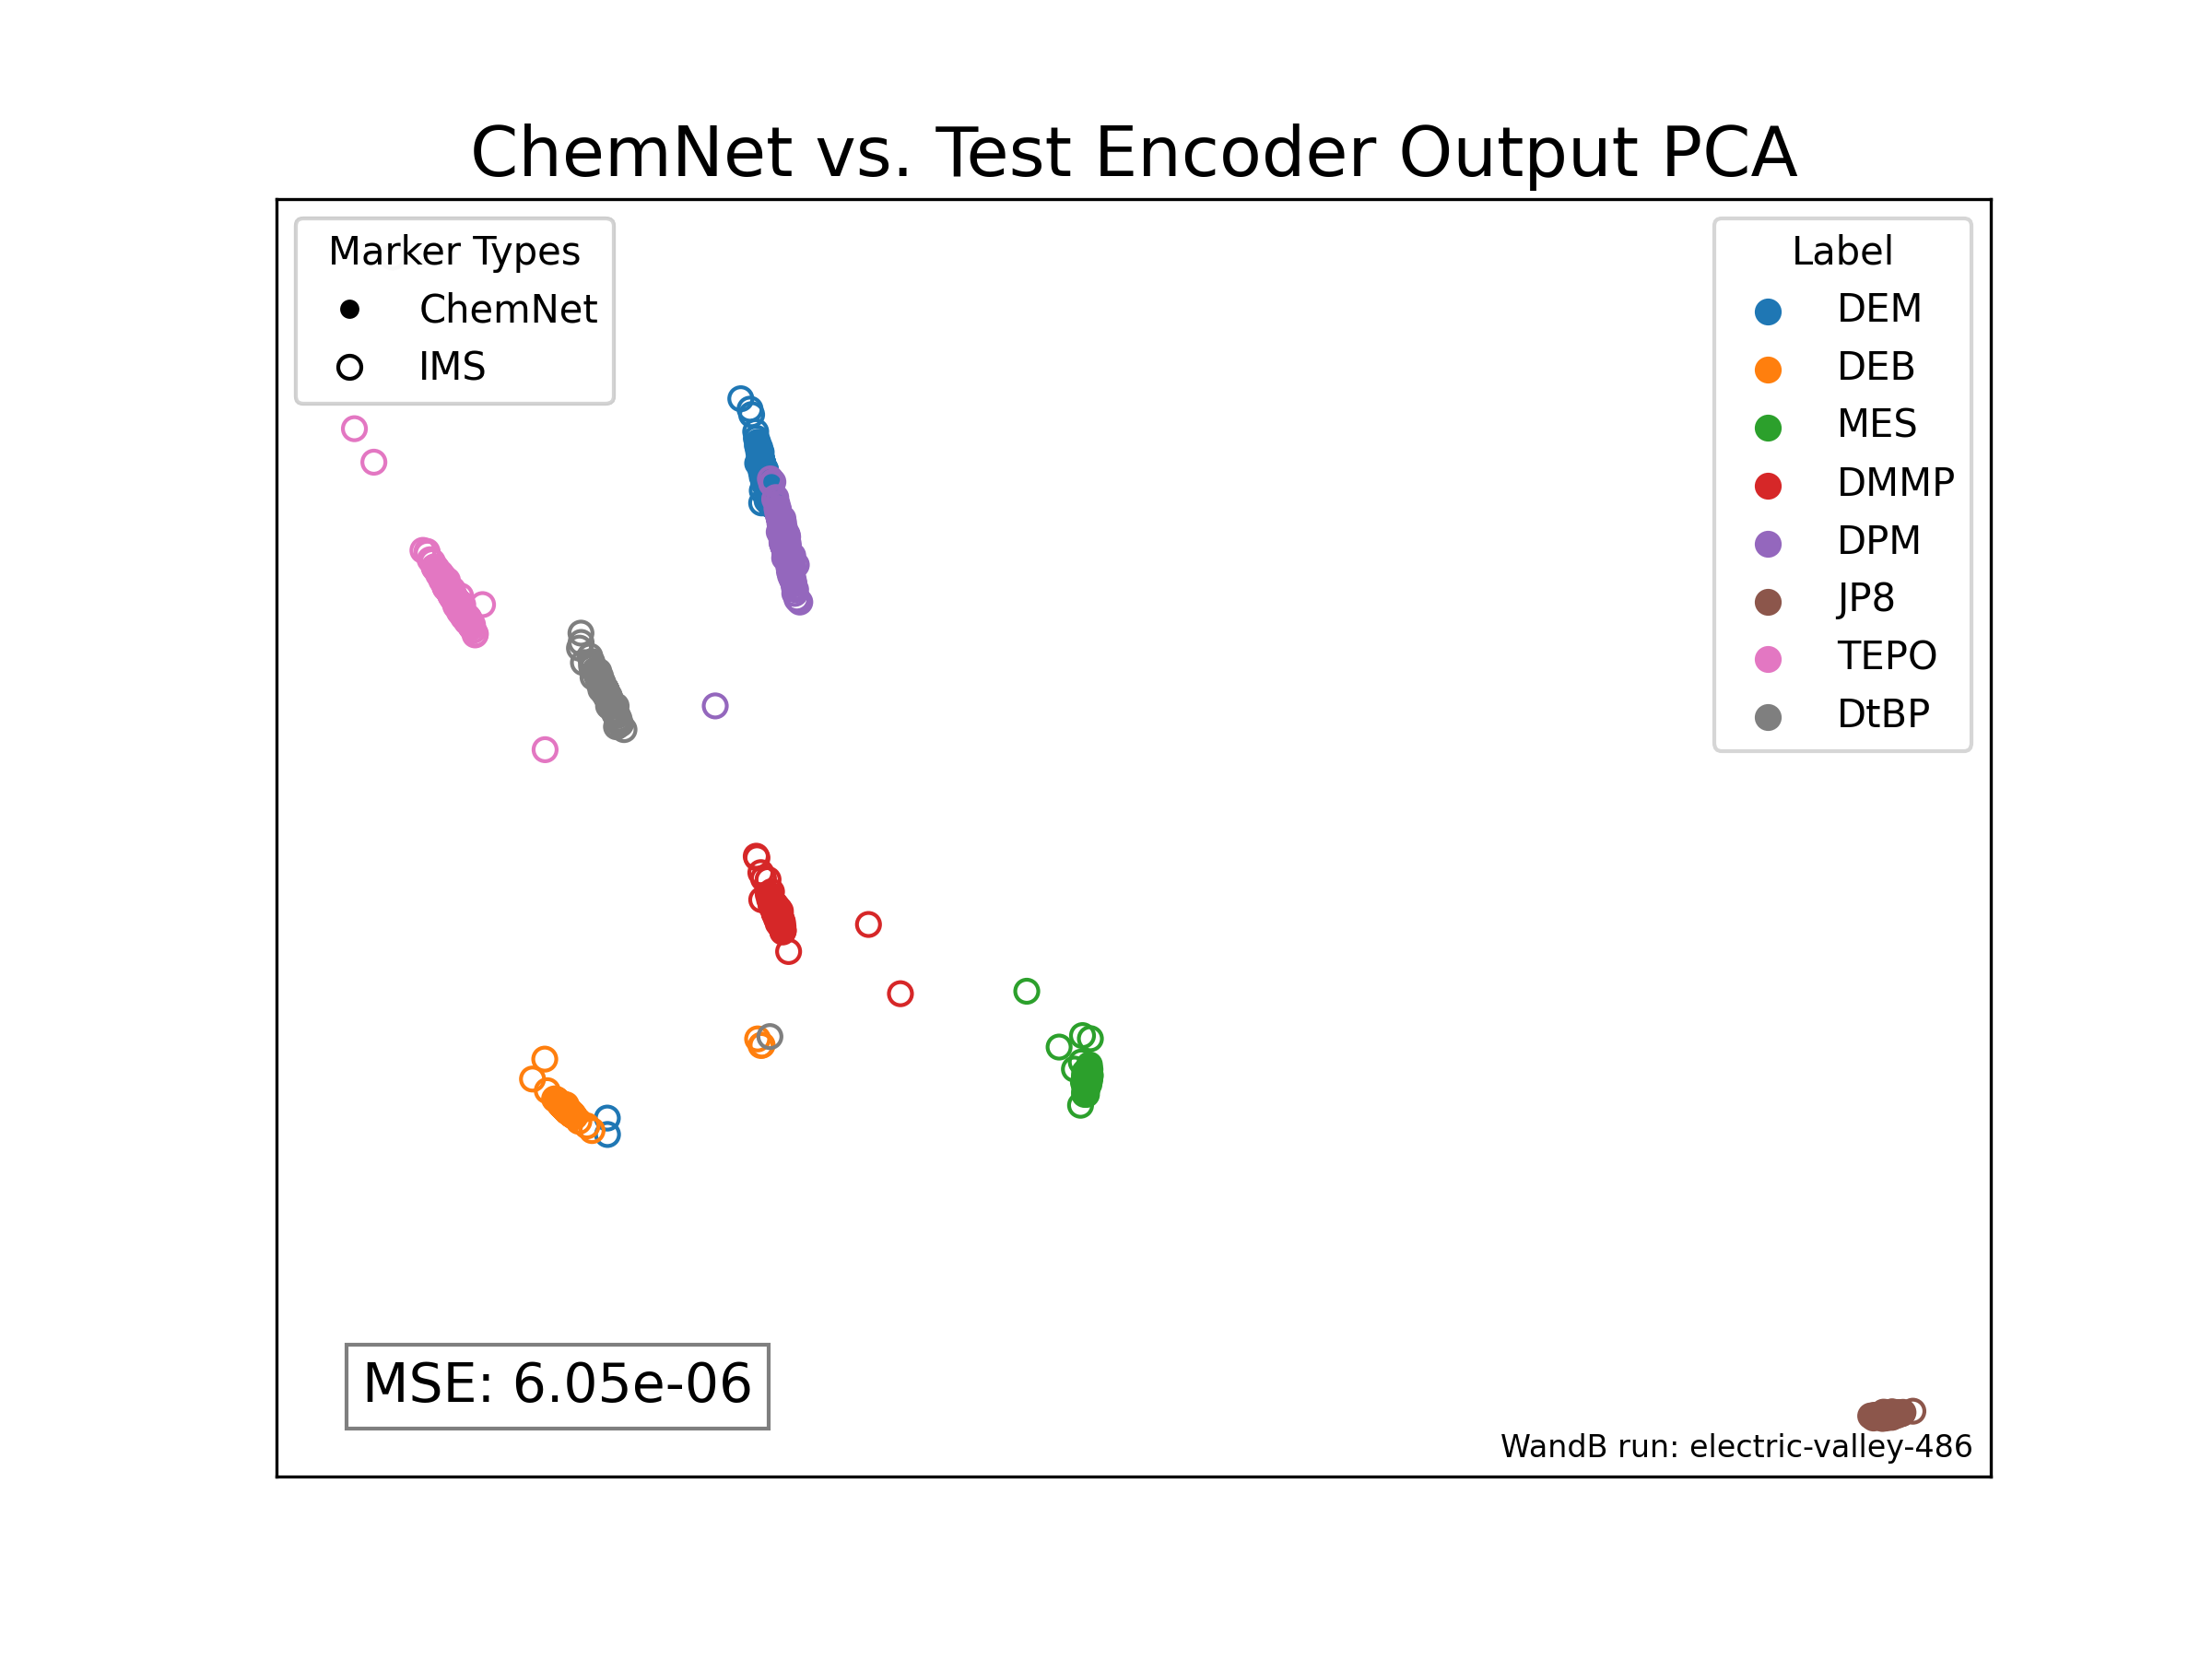 ChemNet vs. Test Encoder Output PCA
Marker Types
ChemNet
IMS
Label
DEM
DEB
MES
DMMP
DPM
JP8
TEPO
DtBP
MSE: 6.05e-06
WandB run: electric-valley-486